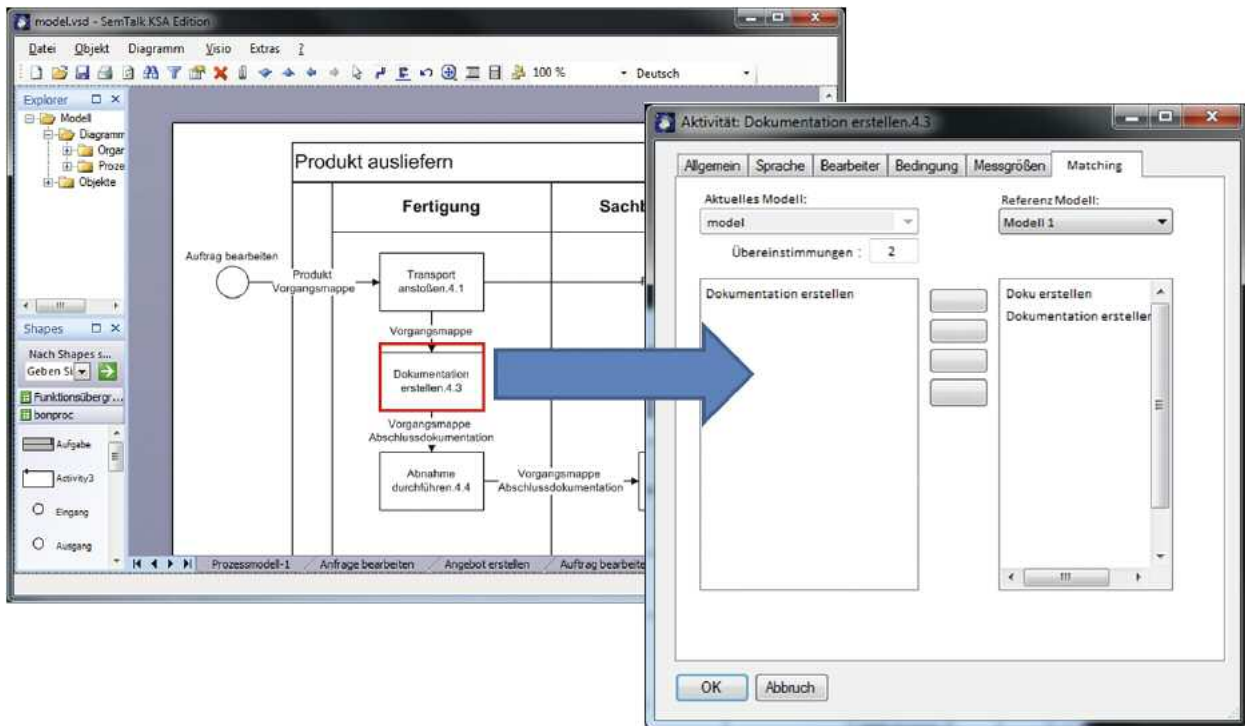 model.vsd - SemTalk KSA Edition
Datei Objekt Diagramm Visio Extras ?
100 % Deutsch
Explorer
Modell
Diagramm
Organ
Proze
Objekte
Shapes
Nach Shapes s...
Geben Si
Funktionsübergr...
bonproc
Aufgabe
Activity3
Eingang
Ausgang
Produkt ausliefern
Fertigung
Auftrag bearbeiten
Produkt
Vorgangsmappe
Transport
anstoßen.4.1
Vorgangsmappe
Dokumentation
erstellen.4.3
Vorgangsmappe
Abschlussdokumentation
Abnahme
durchführen.4.4
Vorgangsmappe
Abschlussdokumentation
Prozessmodell-1 Anfrage bearbeiten Angebot erstellen Auftrag bearbeite
Aktivität: Dokumentation erstellen.4.3
Allgemein Sprache Bearbeiter Bedingung Messgrößen Matching
Aktuelles Modell:
model
Übereinstimmungen : 2
Referenz Modell:
Modell 1
Dokumentation erstellen
Doku erstellen
Dokumentation erstellen
OK Abbruch